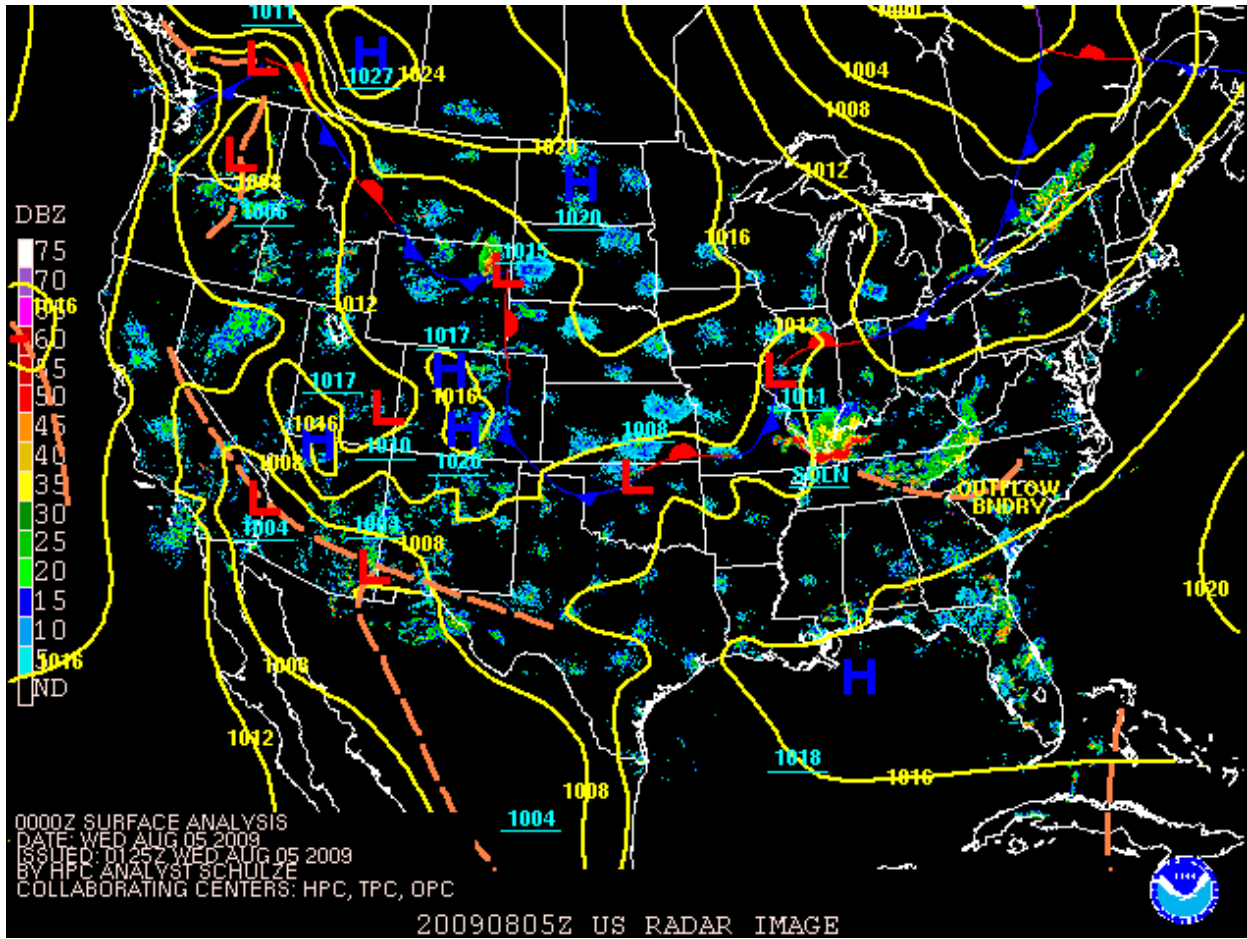 1011
H
L
1027
1024
1004
1008
1020
L
1012
1008
H
1006
1020
DBZ
1016
1015
75
L
70
1016
1012
60
1012
1017
50
H
L
1017
L
1011
45
1016
1016
H
H
1008
40
1010
1020
35
1008
L
SQLN
OUTFLOW
BNDRY
30
L
1004
25
1008
20
L
1020
15
10
1016
1008
H
ND
1012
1018
1016
1008
1004
0000Z SURFACE ANALYSIS
DATE: WED AUG 05 2009
ISSUED: 0125Z WED AUG 05 2009
BY HPC ANALYST SCHULZE
COLLABORATING CENTERS: HPC, TPC, OPC
20090805Z US RADAR IMAGE